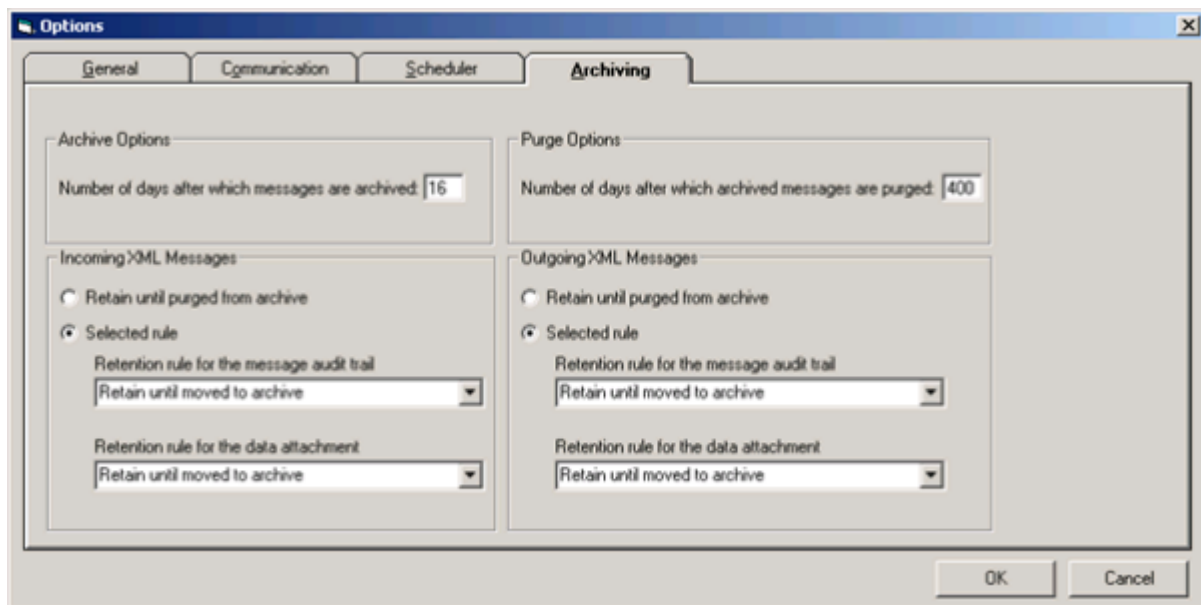 Options
General Communication Scheduler Archiving
Archive Options
Number of days after which messages are archived: 16
Purge Options
Number of days after which archived messages are purged: 400
Incoming XML Messages
Retain until purged from archive
Selected rule
Retention rule for the message audit trail
Retain until moved to archive
Retention rule for the data attachment
Retain until moved to archive
Outgoing XML Messages
Retain until purged from archive
Selected rule
Retention rule for the message audit trail
Retain until moved to archive
Retention rule for the data attachment
Retain until moved to archive
OK Cancel